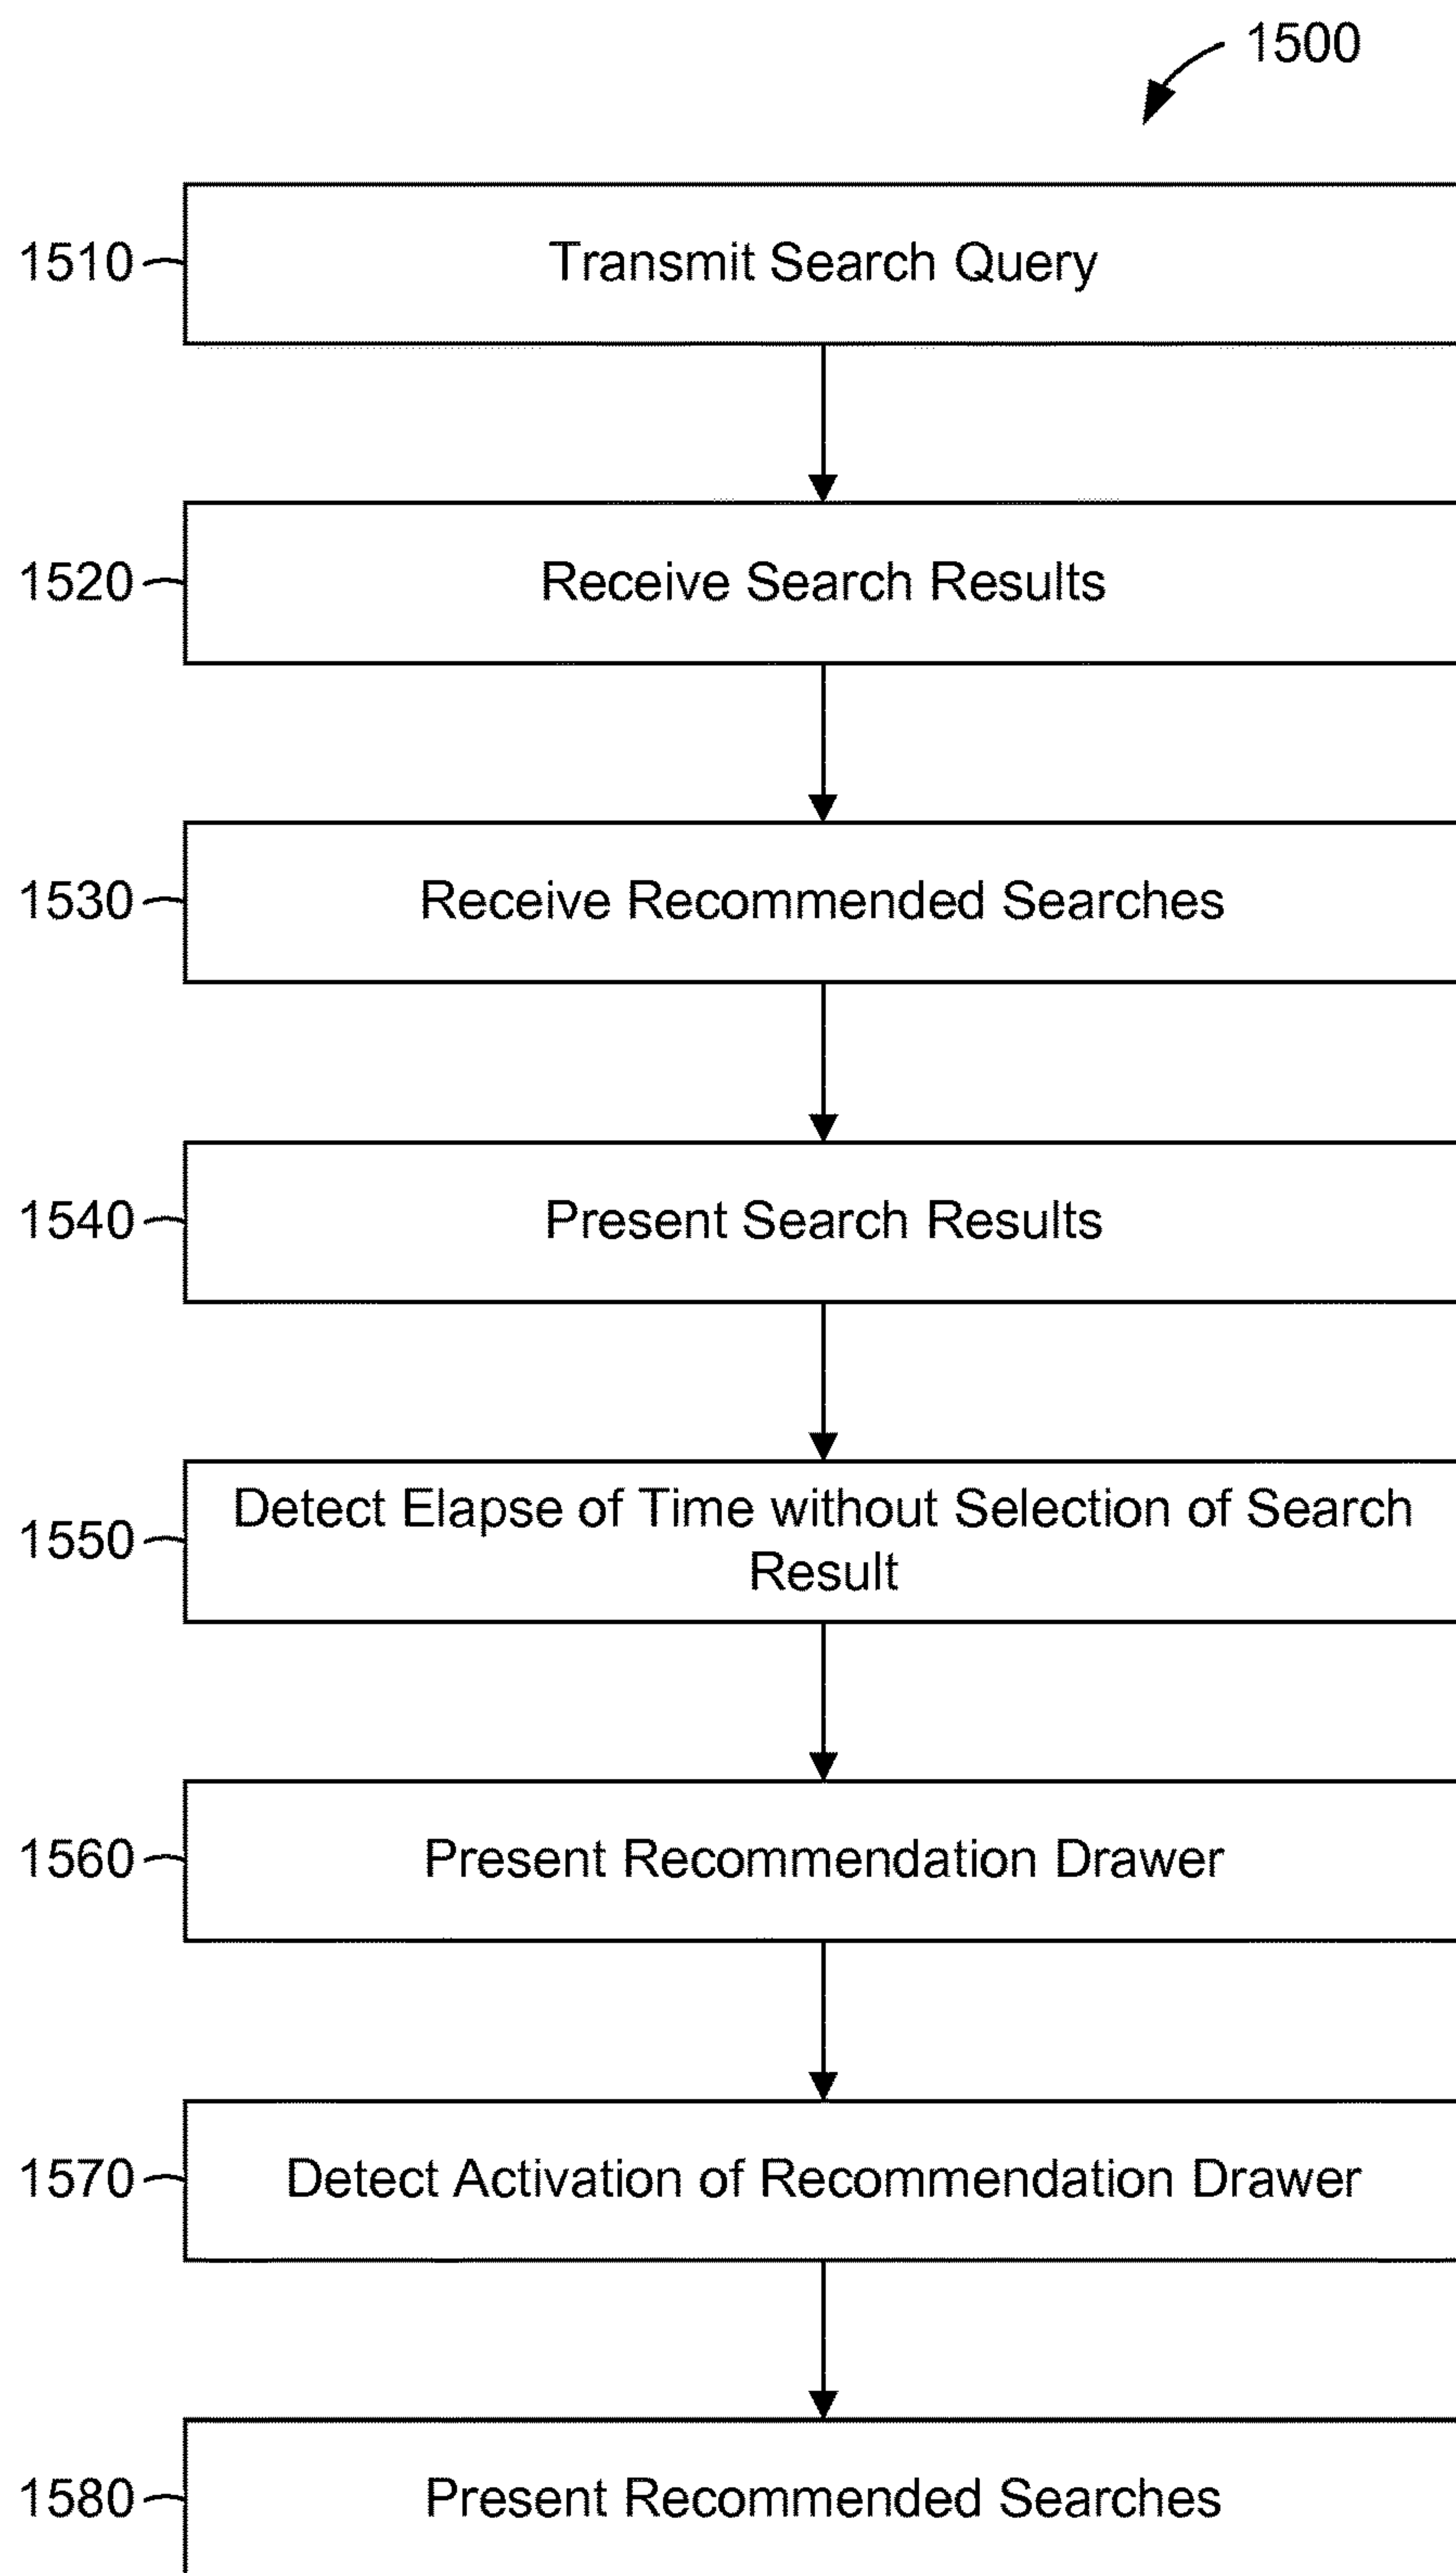 1500
1510
Transmit Search Query
1520
Receive Search Results
1530
Receive Recommended Searches
1540
Present Search Results
1550
Detect Elapse of Time without Selection of Search
Result
1560
Present Recommendation Drawer
1570
Detect Activation of Recommendation Drawer
1580
Present Recommended Searches